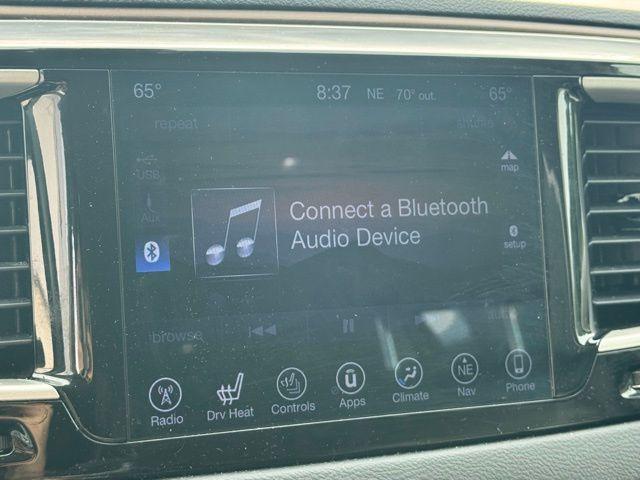 65° 8:37 NE 70° out. 65°
repeat shuffle
USB
map
Aux
Connect a Bluetooth
Audio Device
setup
browse
Radio Drv Heat Controls Apps Climate NE Nav Phone